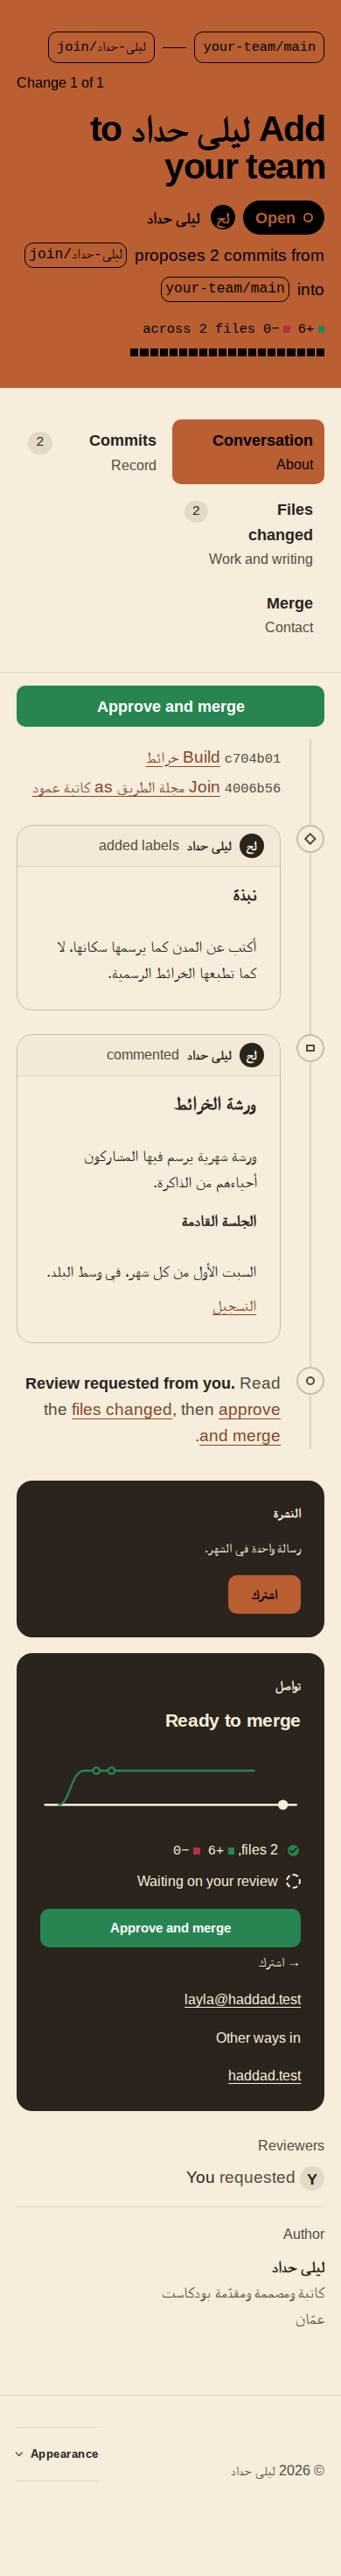 your-team/main — join/ليلى-حداد
Change 1 of 1
Add ليلى حداد to
your team
Open لح ليلى حداد
proposes 2 commits from join/ليلى-حداد
into your-team/main
+6 −0 across 2 files
Conversation
About
Commits 2
Record
Files
changed 2
Work and writing
Merge
Contact
Approve and merge
c704b01 Build خرائط
4006b56 Join مجلة الطريق as كاتبة عمود
لح ليلى حداد added labels
نبذة
أكتب عن المدن كما يرسمها سكانها، لا
كما تطبعها الخرائط الرسمية.
لح ليلى حداد commented
ورشة الخرائط
ورشة شهرية يرسم فيها المشاركون
أحياءهم من الذاكرة.
الجلسة القادمة
السبت الأول من كل شهر، في وسط البلد.
التسجيل
Review requested from you. Read
the files changed, then approve
and merge.
النشرة
رسالة واحدة في الشهر.
اشترك
تواصل
Ready to merge
2 files, +6 −0
Waiting on your review
Approve and merge
→ اشترك
layla@haddad.test
Other ways in
haddad.test
Reviewers
Y You requested
Author
ليلى حداد
كاتبة ومصممة ومقدّمة بودكاست
عمّان
© 2026 ليلى حداد
Appearance